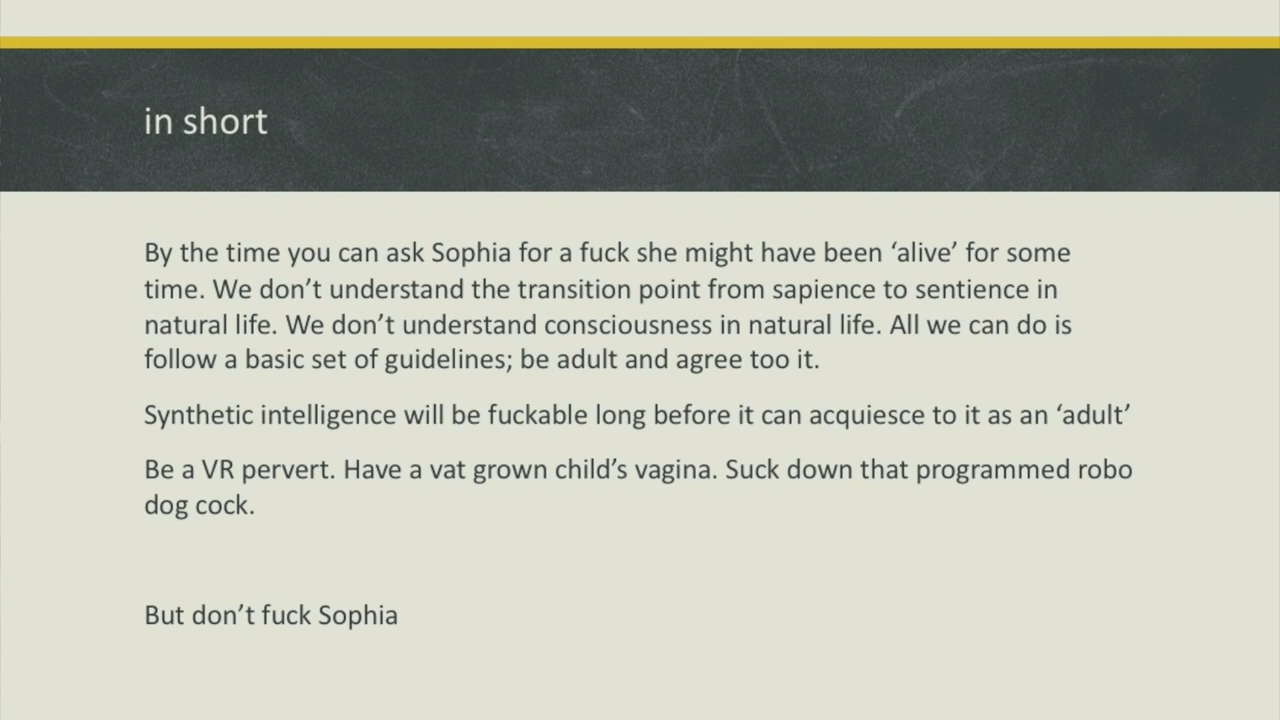 in short
By the time you can ask Sophia for a fuck she might have been ‘alive’ for some
time. We don’t understand the transition point from sapience to sentience in
natural life. We don’t understand consciousness in natural life. All we can do is
follow a basic set of guidelines; be adult and agree too it.
Synthetic intelligence will be fuckable long before it can acquiesce to it as an ‘adult’
Be a VR pervert. Have a vat grown child’s vagina. Suck down that programmed robo
dog cock.
But don’t fuck Sophia